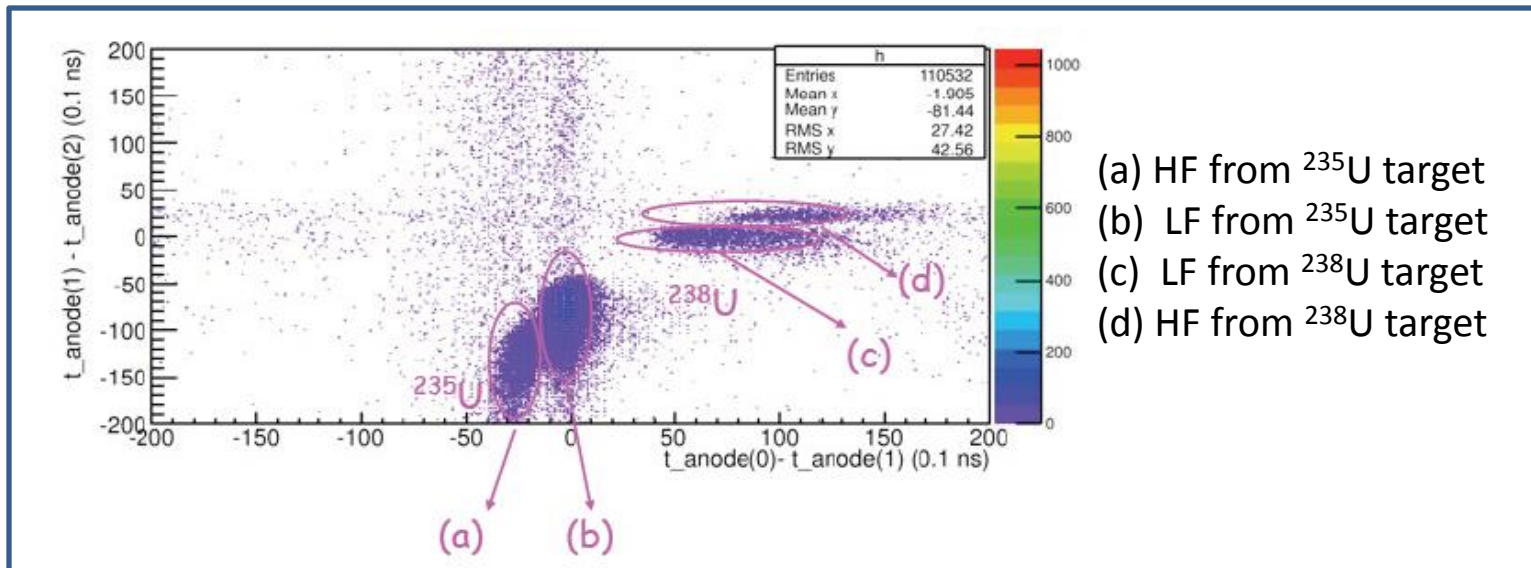 h
Entries 110532
Mean x -1.905
Mean y -81.44
RMS x 27.42
RMS y 42.56
t_anode(1) - t_anode(2) (0.1 ns)
200
150
100
50
0
-50
-100
-150
-200
-200 -150 -100 -50 0 50 100 150 200
t_anode(0)- t_anode(1) (0.1 ns)
1000
800
600
400
200
0
238U
235U
(d)
(c)
(a)
(b)
(a) HF from 235U target
(b) LF from 235U target
(c) LF from 238U target
(d) HF from 238U target